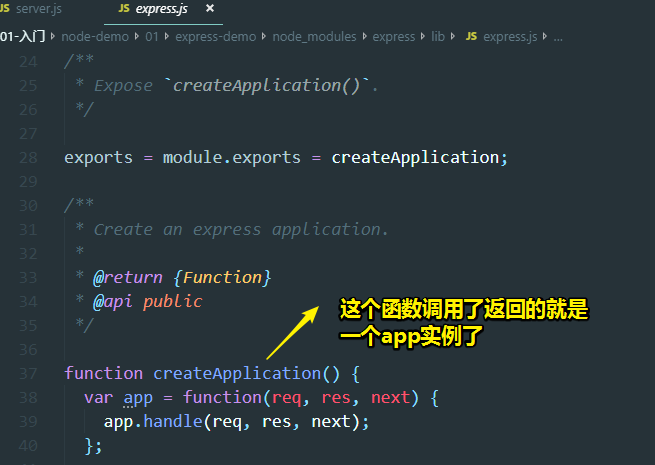 server.js express.js ×
01-入门 › node-demo › 01 › express-demo › node_modules › express › lib › JS express.js › ...
24 /**
25 * Expose `createApplication()`.
26 */
27
28 exports = module.exports = createApplication;
29
30 /**
31 * Create an express application.
32 *
33 * @return {Function}
34 * @api public
35 */
36
37 function createApplication() {
38 var app = function(req, res, next) {
39 app.handle(req, res, next);
40 };
这个函数调用了返回的就是
一个app实例了